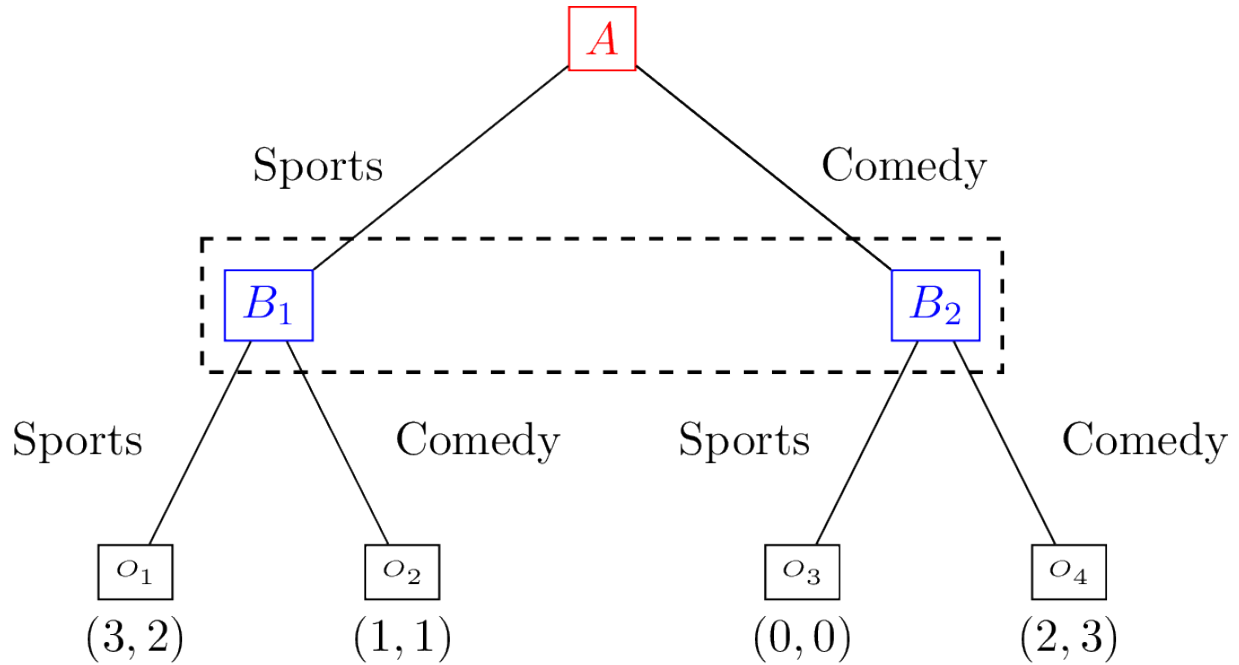 A
Sports Comedy
B₁ B₂
Sports Comedy Sports Comedy
o₁ o₂ o₃ o₄
(3, 2) (1, 1) (0, 0) (2, 3)